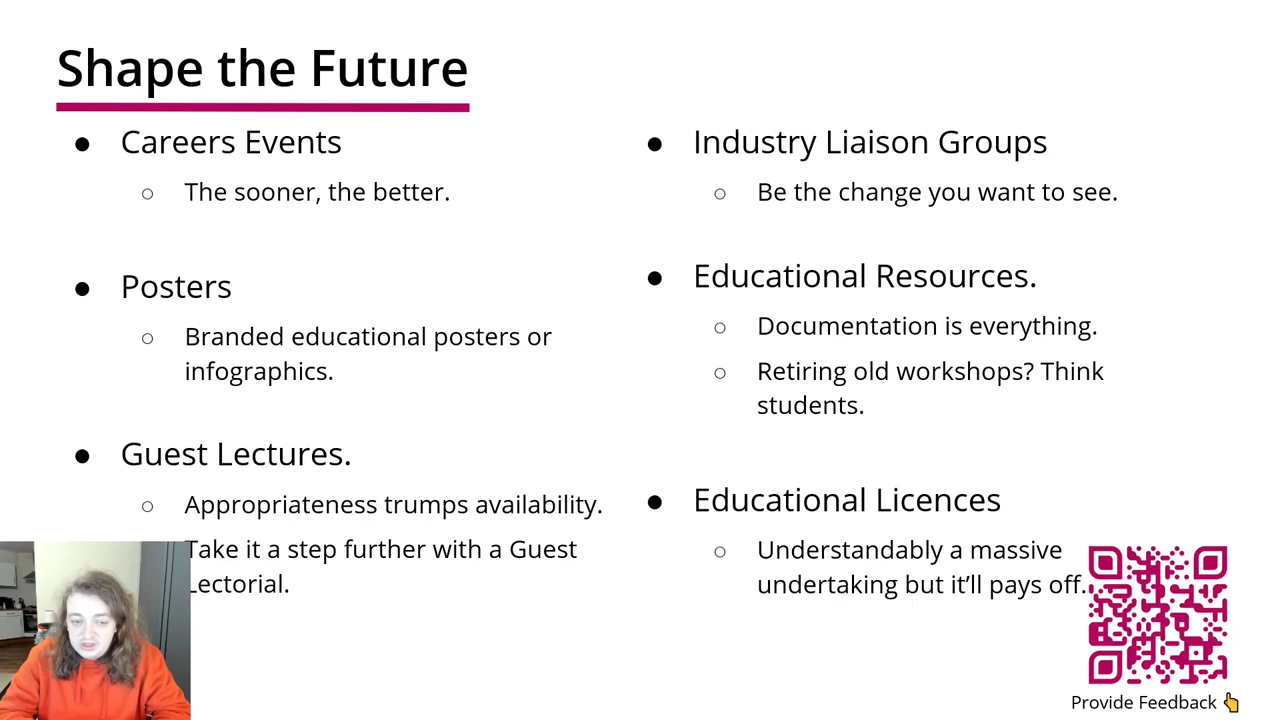 Shape the Future
● Careers Events
○ The sooner, the better.
● Posters
○ Branded educational posters or
infographics.
● Guest Lectures.
○ Appropriateness trumps availability.
Take it a step further with a Guest
Lectorial.
● Industry Liaison Groups
○ Be the change you want to see.
● Educational Resources.
○ Documentation is everything.
○ Retiring old workshops? Think
students.
● Educational Licences
○ Understandably a massive
undertaking but it’ll pays off.
Provide Feedback 👆